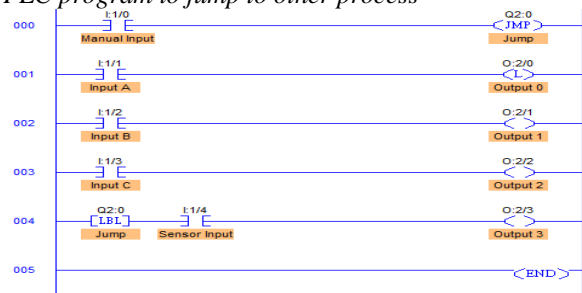 PLC program to jump to other process
000 I:1/0 Q2:0
JMP
Manual Input Jump
001 I:1/1 O:2/0
L
Input A Output 0
002 I:1/2 O:2/1
Input B Output 1
003 I:1/3 O:2/2
Input C Output 2
004 Q2:0 I:1/4 O:2/3
LBL
Jump Sensor Input Output 3
005 END